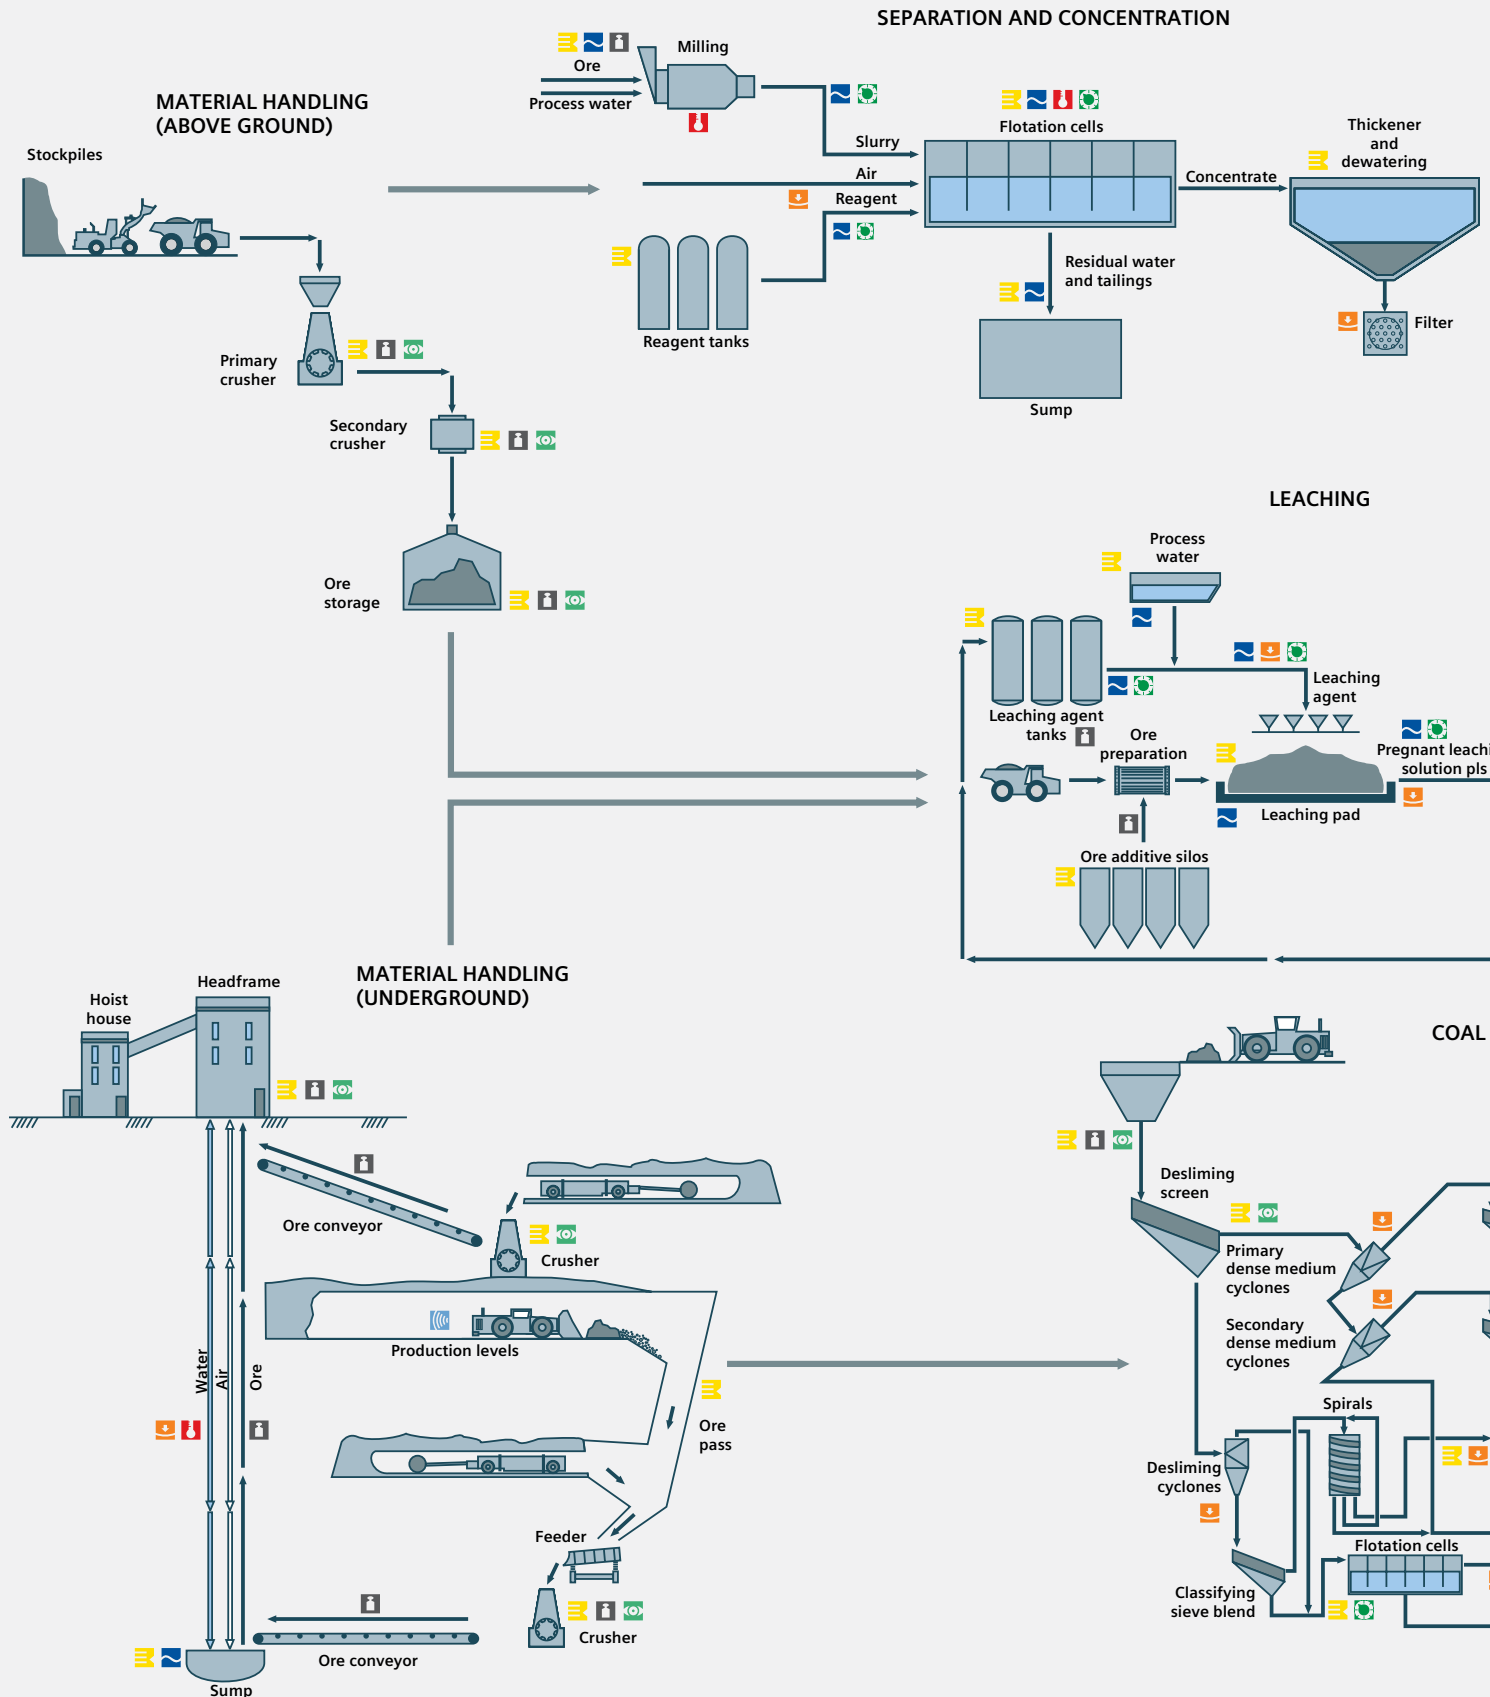 SEPARATION AND CONCENTRATION
Milling
Ore
Process water
MATERIAL HANDLING
(ABOVE GROUND)
Stockpiles
Flotation cells
Thickener
and
dewatering
Slurry
Air
Reagent
Concentrate
Residual water
and tailings
Reagent tanks
Filter
Sump
Primary
crusher
Secondary
crusher
Ore
storage
LEACHING
Process
water
Leaching
agent
Leaching agent
tanks
Ore
preparation
Pregnant leachi
solution pls
Leaching pad
Ore additive silos
MATERIAL HANDLING
(UNDERGROUND)
Headframe
Hoist
house
Ore conveyor
Crusher
Production levels
Water
Air
Ore
Ore
pass
Feeder
Crusher
Ore conveyor
Sump
COAL
Desliming
screen
Primary
dense medium
cyclones
Secondary
dense medium
cyclones
Spirals
Desliming
cyclones
Flotation cells
Classifying
sieve blend